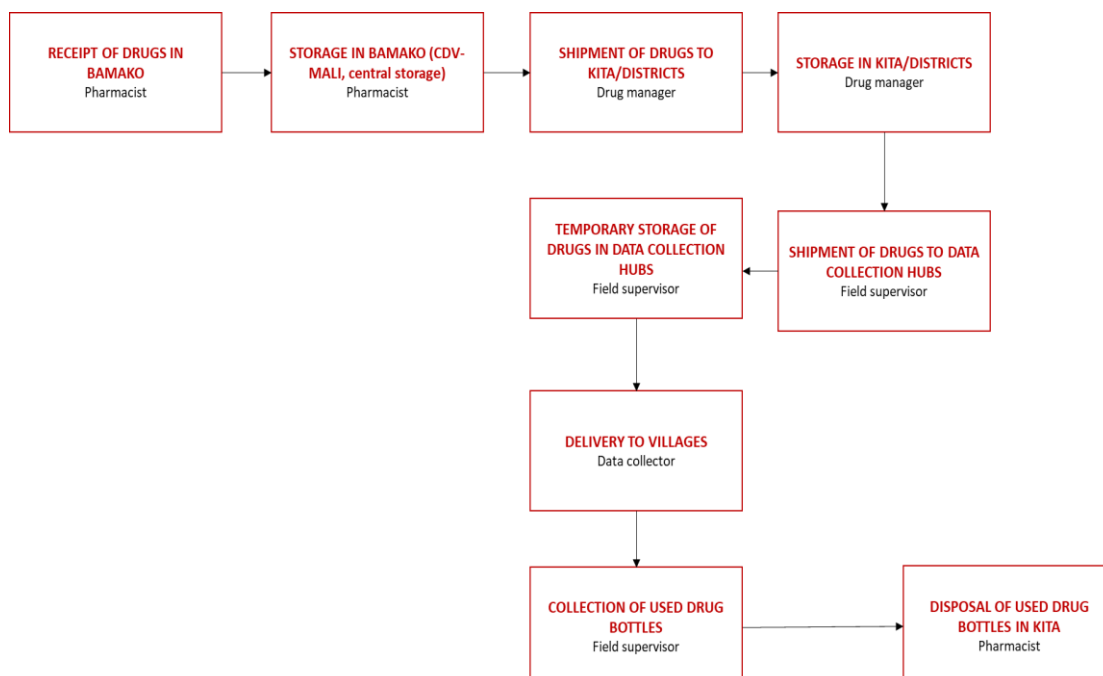 RECEIPT OF DRUGS IN
BAMAKO
Pharmacist
STORAGE IN BAMAKO (CDV-
MALI, central storage)
Pharmacist
SHIPMENT OF DRUGS TO
KITA/DISTRICTS
Drug manager
STORAGE IN KITA/DISTRICTS
Drug manager
SHIPMENT OF DRUGS TO DATA
COLLECTION HUBS
Field supervisor
TEMPORARY STORAGE OF
DRUGS IN DATA COLLECTION
HUBS
Field supervisor
DELIVERY TO VILLAGES
Data collector
COLLECTION OF USED DRUG
BOTTLES
Field supervisor
DISPOSAL OF USED DRUG
BOTTLES IN KITA
Pharmacist